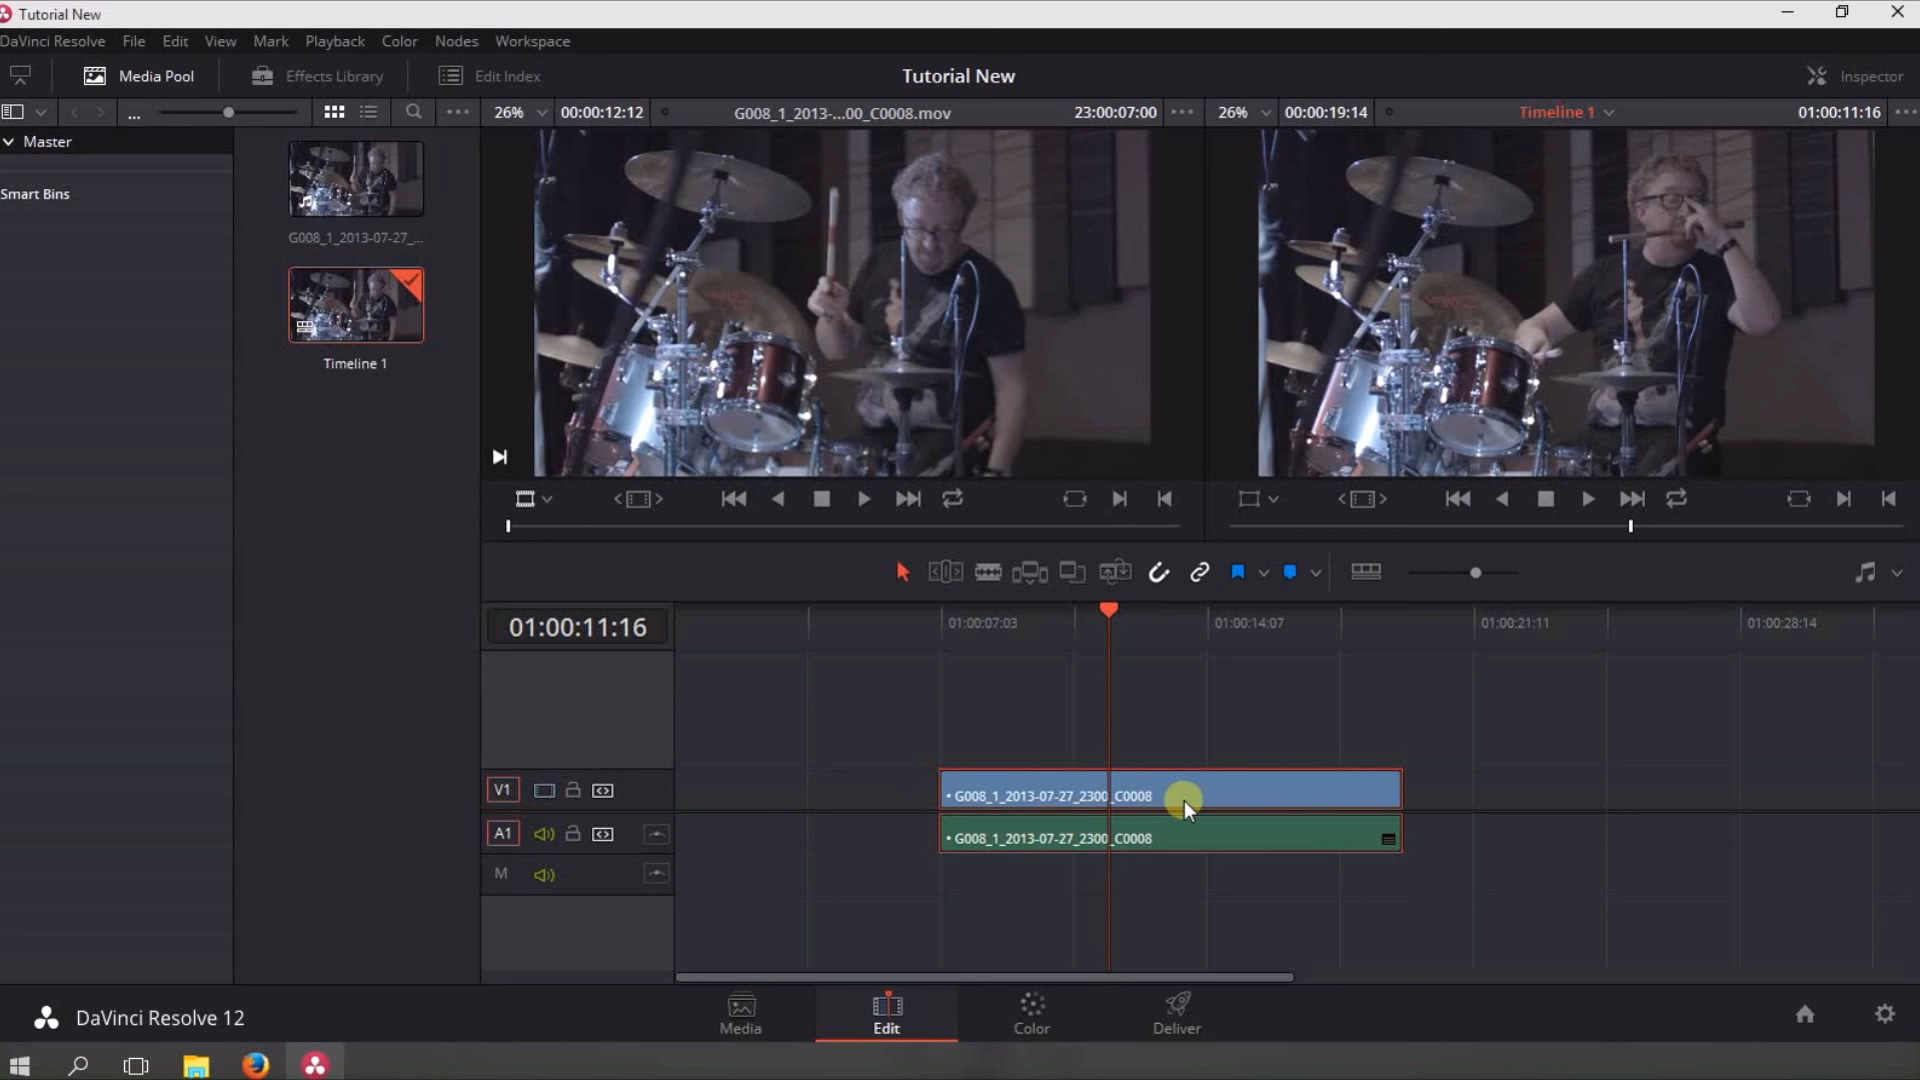 Tutorial New
DaVinci Resolve File Edit View Mark Playback Color Nodes Workspace
Media Pool Effects Library Edit Index Tutorial New Inspector
... 26% 00:00:12:12 G008_1_2013-...00_C0008.mov 23:00:07:00 26% 00:00:19:14 Timeline 1 01:00:11:16
Master
Smart Bins
G008_1_2013-07-27_...
Timeline 1
01:00:11:16 01:00:07:03 01:00:14:07 01:00:21:11 01:00:28:14
V1 G008_1_2013-07-27_2300_C0008
A1 G008_1_2013-07-27_2300_C0008
M
DaVinci Resolve 12 Media Edit Color Deliver